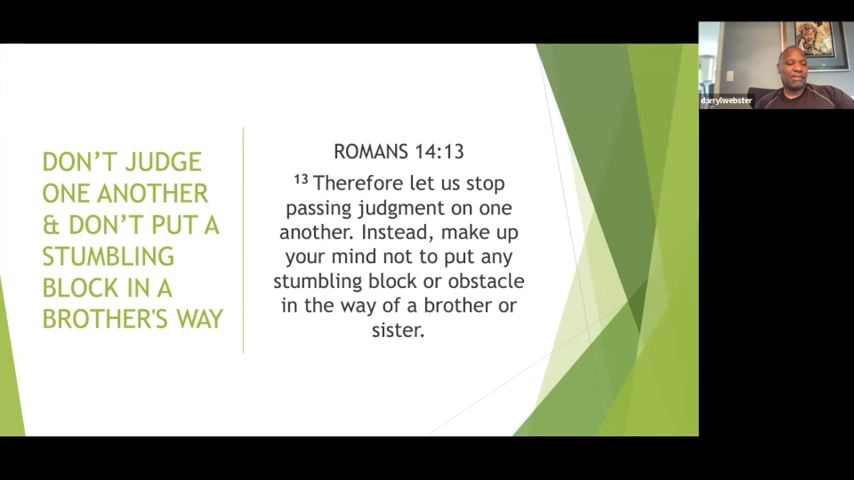 DON’T JUDGE
ONE ANOTHER
& DON’T PUT A
STUMBLING
BLOCK IN A
BROTHER'S WAY
ROMANS 14:13
13 Therefore let us stop
passing judgment on one
another. Instead, make up
your mind not to put any
stumbling block or obstacle
in the way of a brother or
sister.
darrylwebster